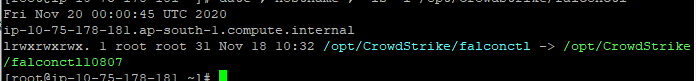 Fri Nov 20 00:00:45 UTC 2020
ip-10-75-178-181.ap-south-1.compute.internal
lrwxrwxrwx. 1 root root 31 Nov 18 10:32 /opt/CrowdStrike/falconctl -> /opt/CrowdStrike
/falconctl10807
[root@ip-10-75-178-181 ~]#